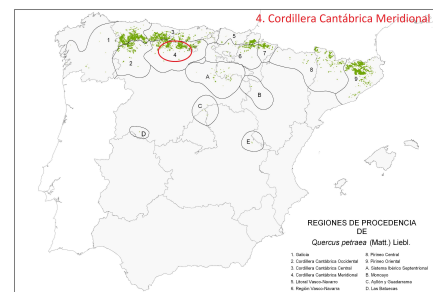 4. Cordillera Cantábrica Meridional
1
2
3
4
5
6
7
8
9
A
B
C
D
E
REGIONES DE PROCEDENCIA
DE
Quercus petraea (Matt.) Liebl.
1. Galicia
2. Cordillera Cantábrica Occidental
3. Cordillera Cantábrica Central
4. Cordillera Cantábrica Meridional
5. Litoral Vasco-Navarro
6. Región Vasco-Navarra
8. Pirineo Central
9. Pirineo Oriental
A. Sistema Ibérico Septentrional
B. Moncayo
C. Ayllón y Guadarrama
D. Las Batuecas